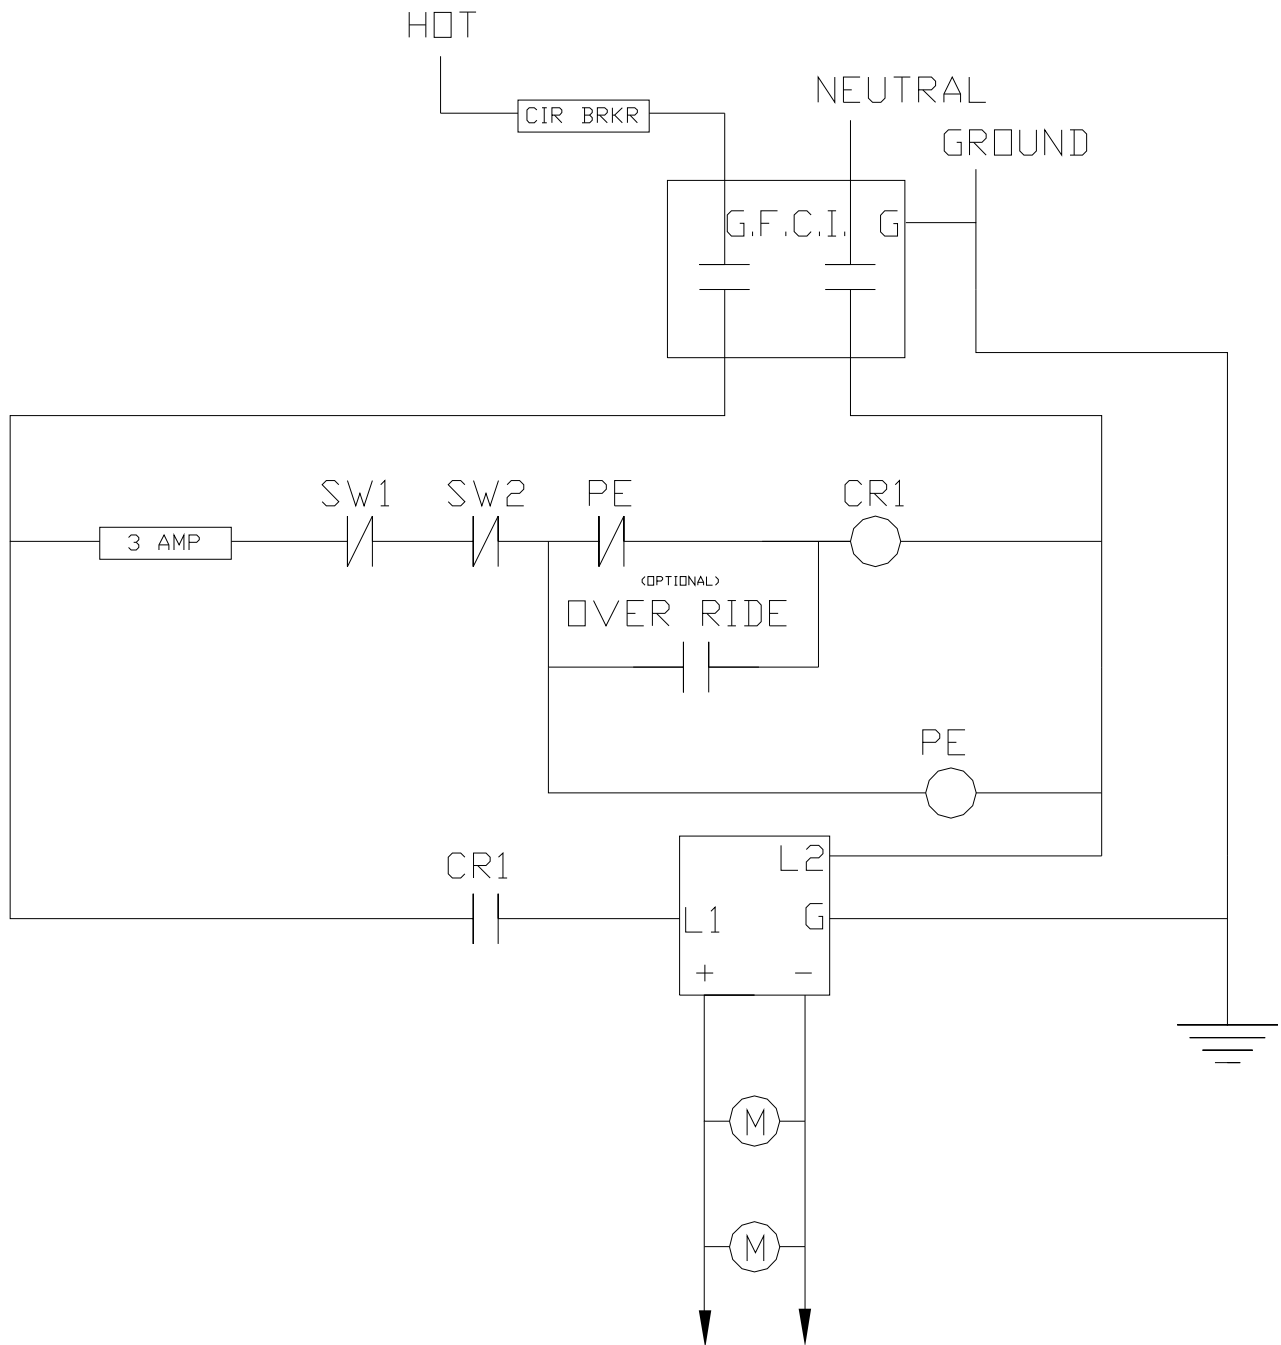 HOT
NEUTRAL
CIR BRKR
GROUND
G.F.C.I. G
SW1 SW2 PE CR1
3 AMP
(OPTIONAL)
OVER RIDE
PE
L2
CR1
L1 G
+ -
M
M